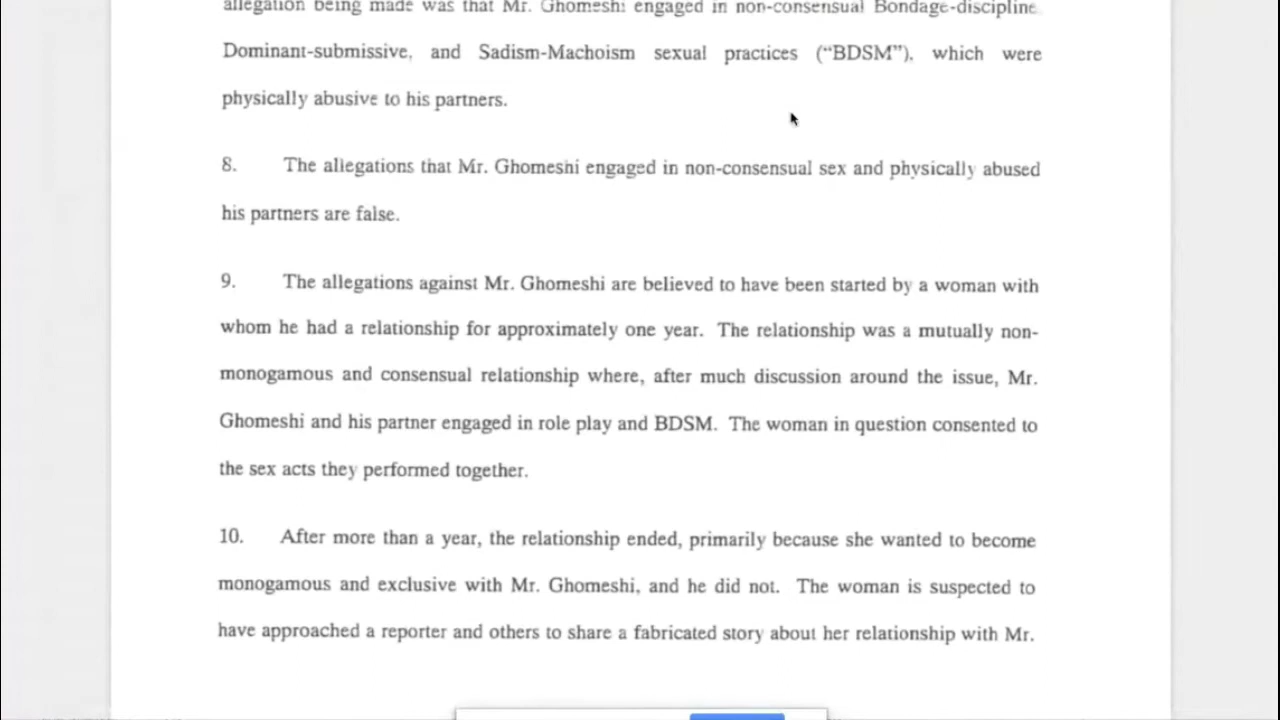 allegation being made was that Mr. Ghomeshi engaged in non-consensual Bondage-discipline
Dominant-submissive, and Sadism-Machoism sexual practices (“BDSM”), which were
physically abusive to his partners.
8. The allegations that Mr. Ghomeshi engaged in non-consensual sex and physically abused
his partners are false.
9. The allegations against Mr. Ghomeshi are believed to have been started by a woman with
whom he had a relationship for approximately one year. The relationship was a mutually non-
monogamous and consensual relationship where, after much discussion around the issue, Mr.
Ghomeshi and his partner engaged in role play and BDSM. The woman in question consented to
the sex acts they performed together.
10. After more than a year, the relationship ended, primarily because she wanted to become
monogamous and exclusive with Mr. Ghomeshi, and he did not. The woman is suspected to
have approached a reporter and others to share a fabricated story about her relationship with Mr.